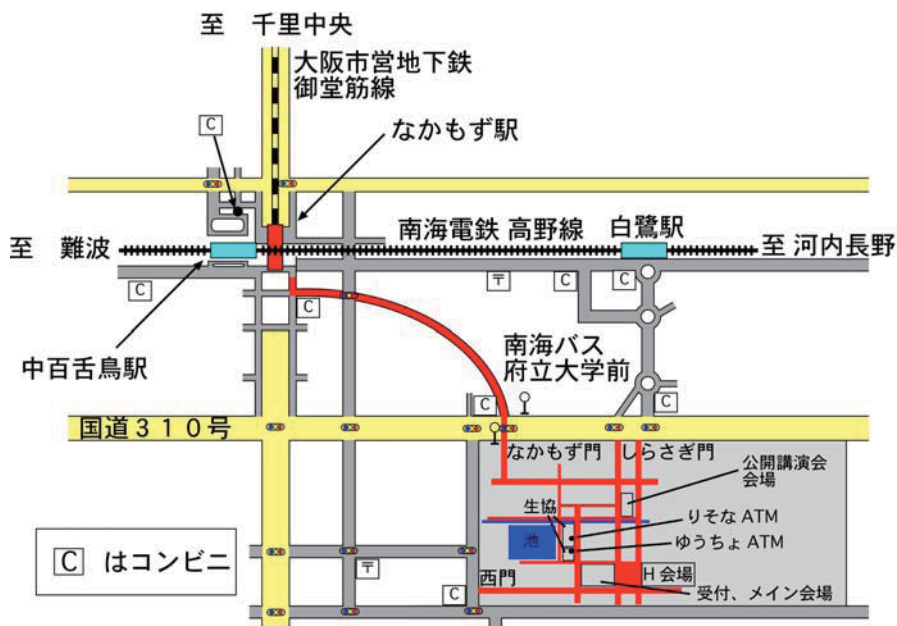 至 千里中央
大阪市営地下鉄
御堂筋線
C
なかもず駅
至 難波
南海電鉄 高野線
白鷺駅
至 河内長野
C
C
〒
C
C
中百舌鳥駅
南海バス
府立大学前
C
C
国道310号
なかもず門
しらさぎ門
公開講演会
会場
生協
りそな ATM
池
ゆうちょ ATM
C はコンビニ
〒
西門
H 会場
C
受付、メイン会場